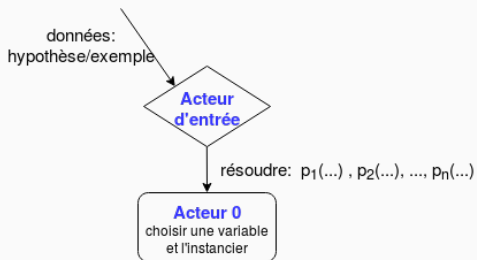 données:
hypothèse/exemple
Acteur
d'entrée
résoudre: p₁(...) , p₂(...), ..., pₙ(...)
Acteur 0
choisir une variable
et l'instancier